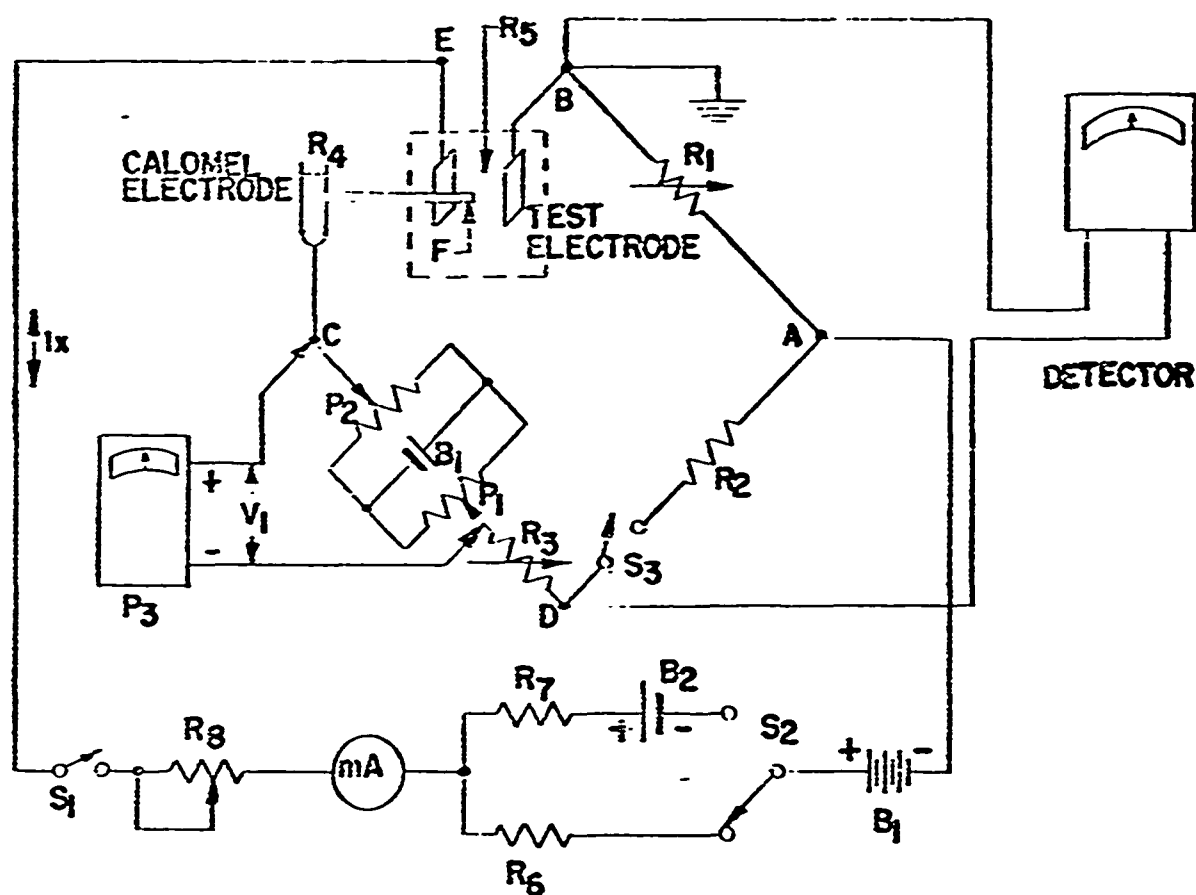 E
R5
B
R4
CALOMEL
ELECTRODE
R1
TEST
ELECTRODE
F
Ix
C
A
DETECTOR
P2
B1
R2
P1
+
V1
-
R3
S3
P3
D
R7
B2
+ -
S2
R8
mA
S1
+ -
B1
R6